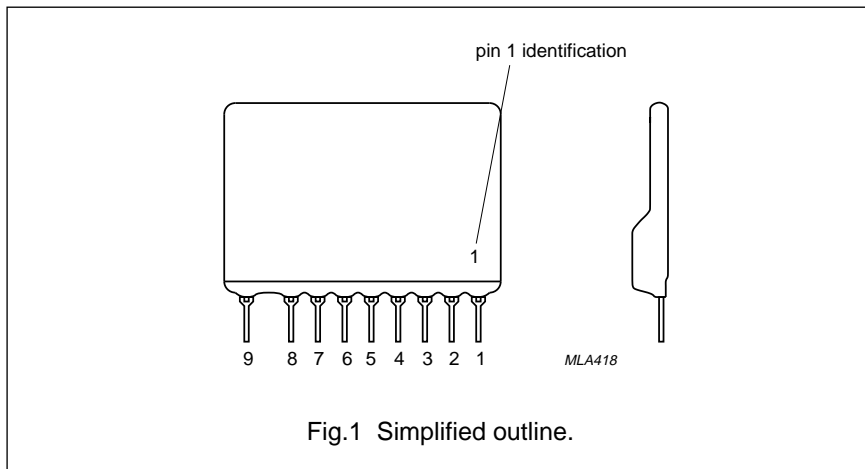 pin 1 identification
1
9 8 7 6 5 4 3 2 1
MLA418
Fig.1 Simplified outline.